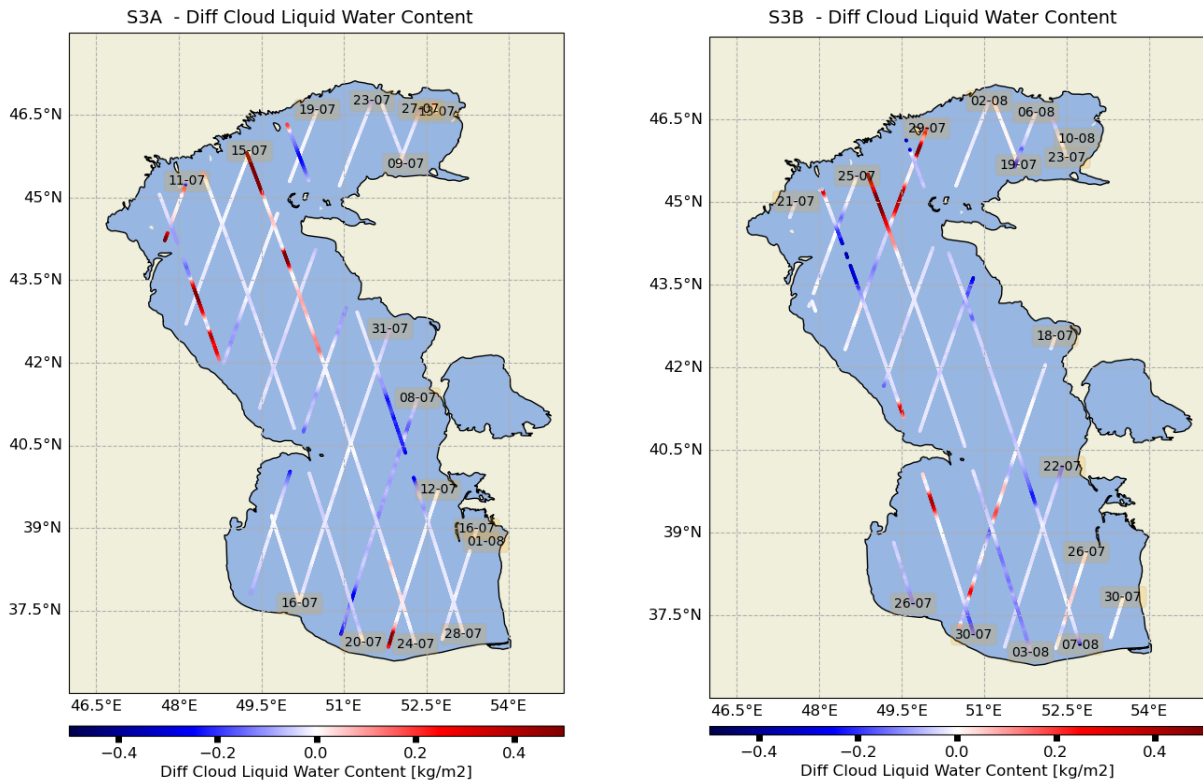 S3A - Diff Cloud Liquid Water Content
46.5°N
45°N
43.5°N
42°N
40.5°N
39°N
37.5°N
19-07
23-07
27-07
13-07
15-07
09-07
11-07
31-07
08-07
12-07
16-07
01-08
16-07
20-07
24-07
28-07
46.5°E
48°E
49.5°E
51°E
52.5°E
54°E
−0.4
−0.2
0.0
0.2
0.4
Diff Cloud Liquid Water Content [kg/m2]
S3B - Diff Cloud Liquid Water Content
46.5°N
45°N
43.5°N
42°N
40.5°N
39°N
37.5°N
02-08
06-08
29-07
10-08
23-07
19-07
25-07
21-07
18-07
22-07
26-07
30-07
26-07
30-07
03-08
07-08
46.5°E
48°E
49.5°E
51°E
52.5°E
54°E
−0.4
−0.2
0.0
0.2
0.4
Diff Cloud Liquid Water Content [kg/m2]